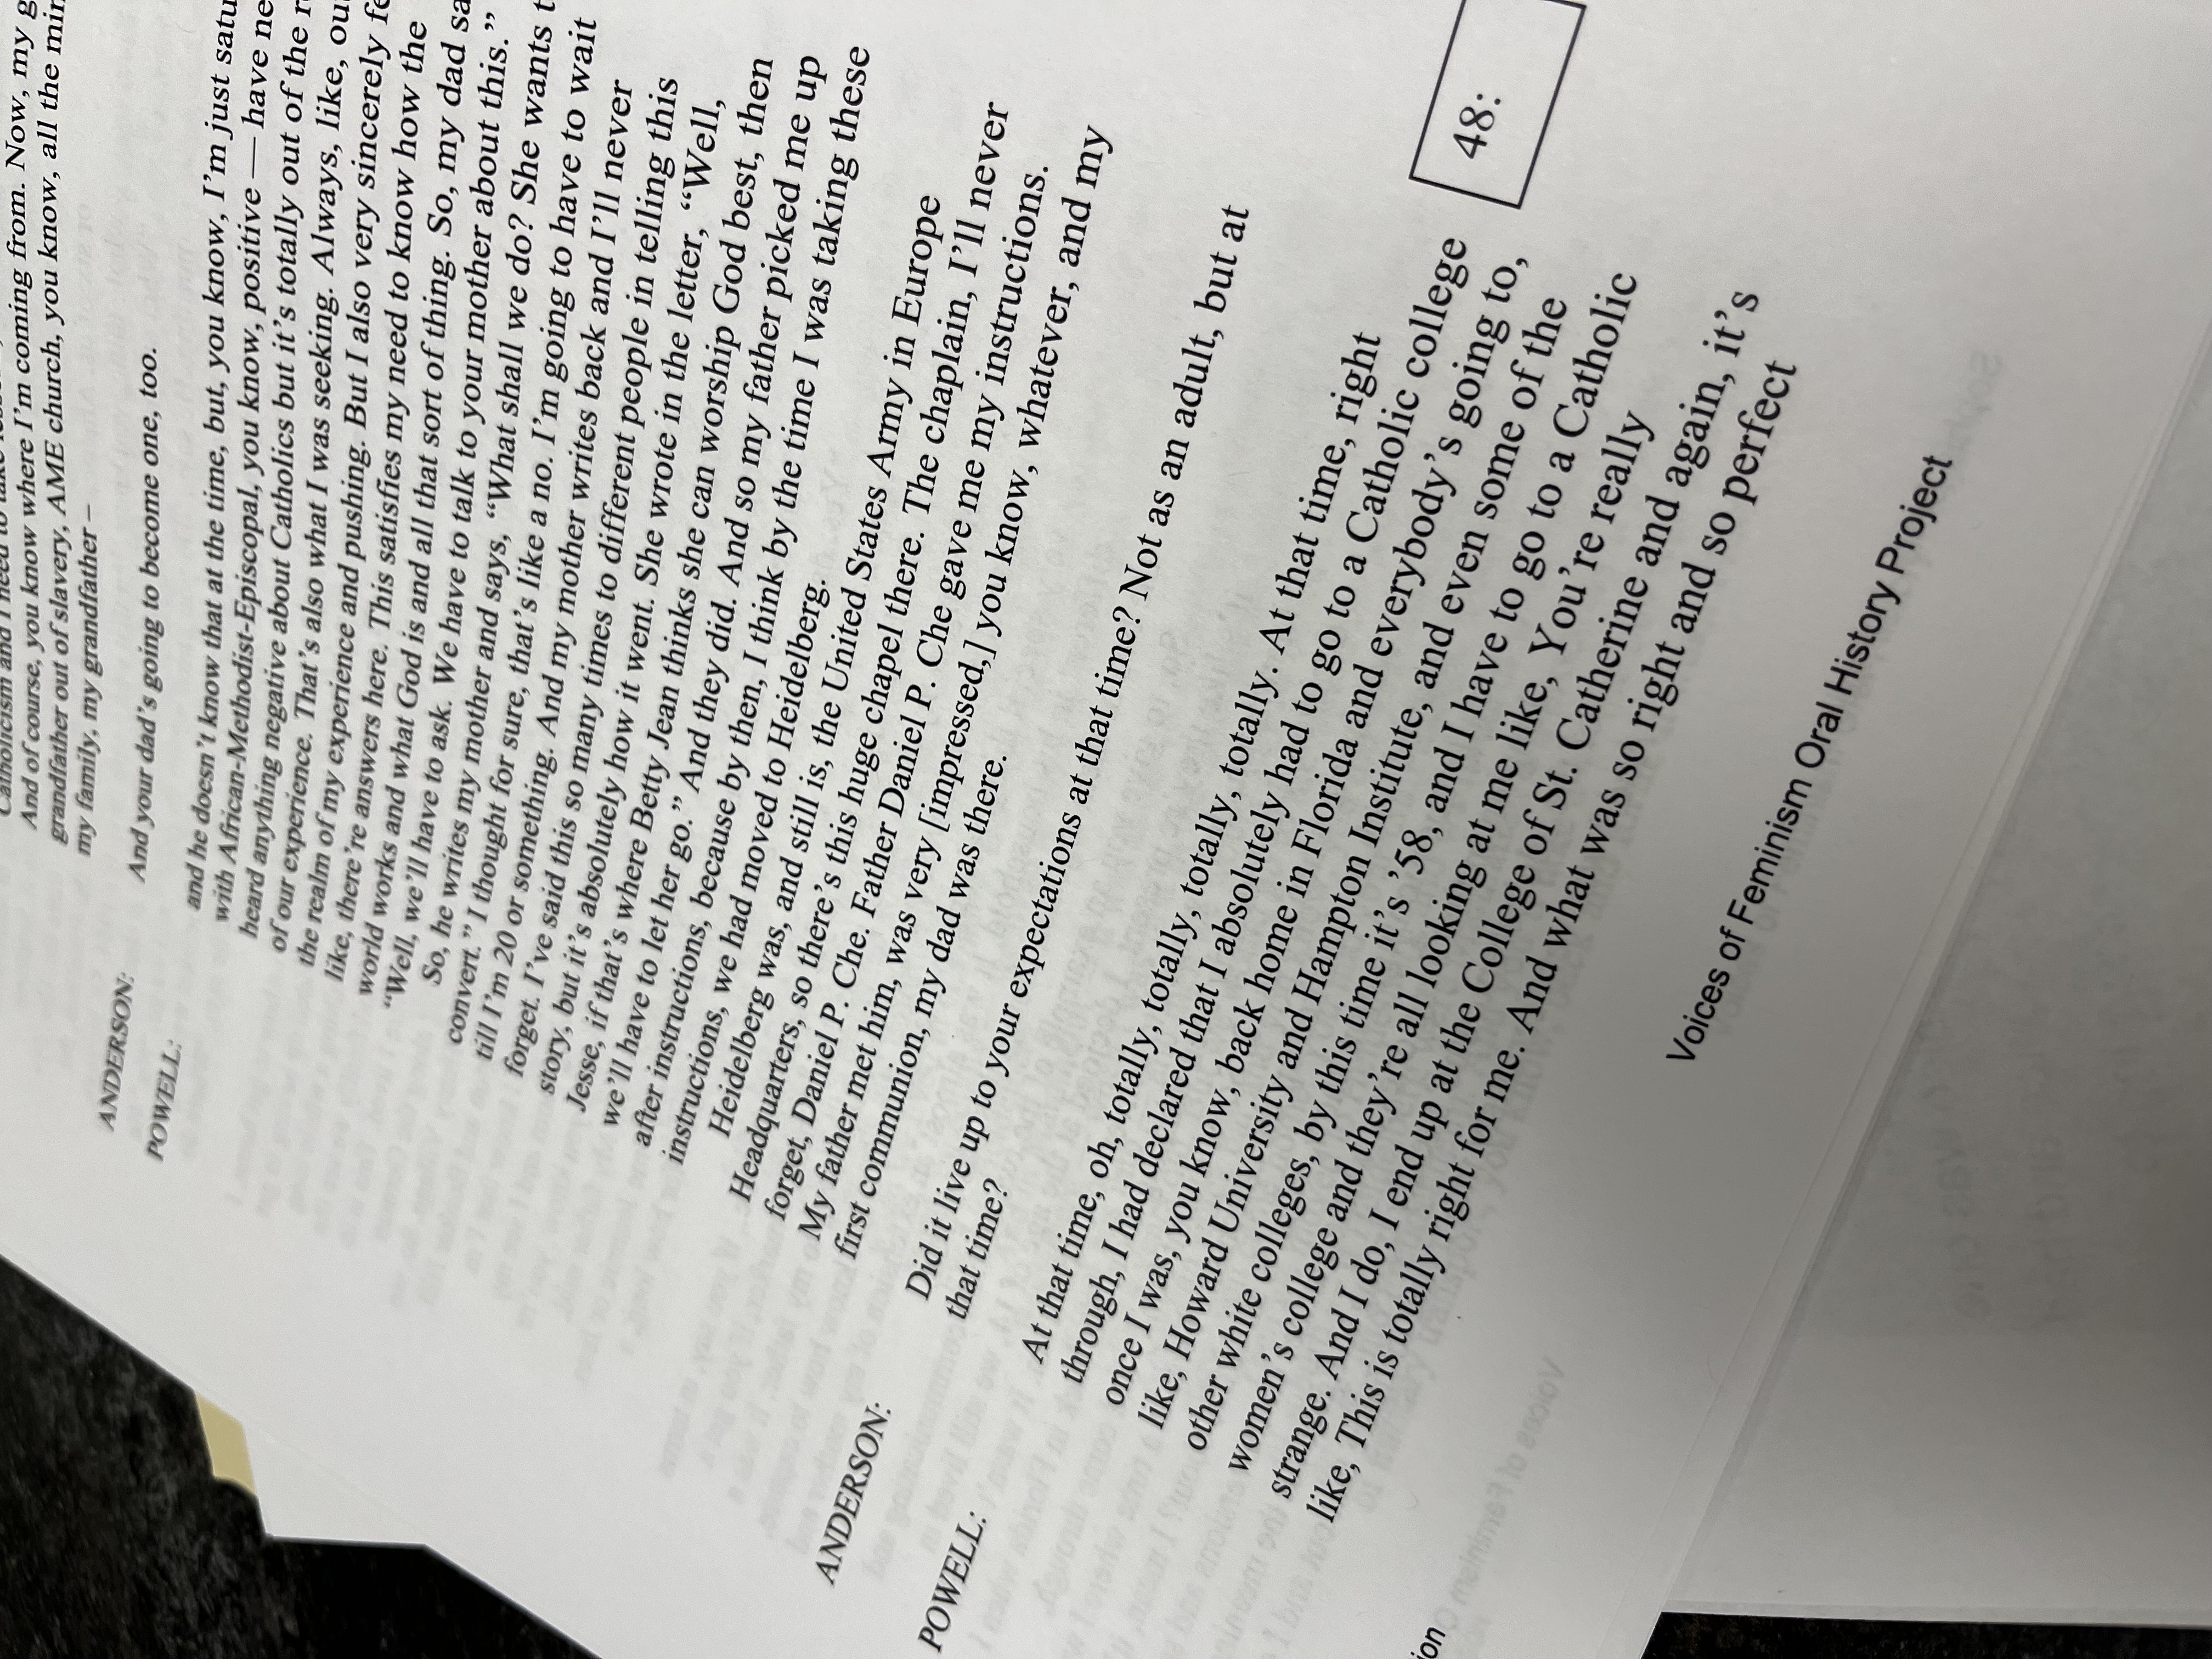 Catholicism and I need to take
And of course, you know where I'm coming from. Now, my
grandfather out of slavery, AME church, you know, all the
my family, my grandfather –
ANDERSON: And your dad's going to become one, too.
POWELL:
and he doesn't know that at the time, but, you know, I'm just satu
with African-Methodist-Episcopal, you know, positive — have ne
heard anything negative about Catholics but it's totally out of the r
of our experience. That's also what I was seeking. Always, like, ou
the realm of my experience and pushing. But I also very sincerely fe
like, there're answers here. This satisfies my need to know how the
world works and what God is and all that sort of thing. So, my dad sa
"Well, we'll have to ask. We have to talk to your mother about this."
So, he writes my mother and says, "What shall we do? She wants t
convert." I thought for sure, that's like a no. I'm going to have to wait
till I'm 20 or something. And my mother writes back and I'll never
forget. I've said this so many times to different people in telling this
story, but it's absolutely how it went. She wrote in the letter, "Well,
Jesse, if that's where Betty Jean thinks she can worship God best, then
we'll have to let her go." And they did. And so my father picked me up
after instructions, because by then, I think by the time I was taking these
instructions, we had moved to Heidelberg.
Heidelberg was, and still is, the United States Army in Europe
Headquarters, so there's this huge chapel there. The chaplain, I'll never
forget, Daniel P. Che. Father Daniel P. Che gave me my instructions.
My father met him, was very [impressed,] you know, whatever, and my
first communion, my dad was there.
ANDERSON:
Did it live up to your expectations at that time? Not as an adult, but at
that time?
POWELL:
At that time, oh, totally, totally, totally, totally. At that time, right
through, I had declared that I absolutely had to go to a Catholic college
once I was, you know, back home in Florida and everybody's going to,
like, Howard University and Hampton Institute, and even some of the
other white colleges, by this time it's '58, and I have to go to a Catholic
women's college and they're all looking at me like, You're really
strange. And I do, I end up at the College of St. Catherine and again, it's
like, This is totally right for me. And what was so right and so perfect
48:
ion
Voices of Feminism Oral History Project